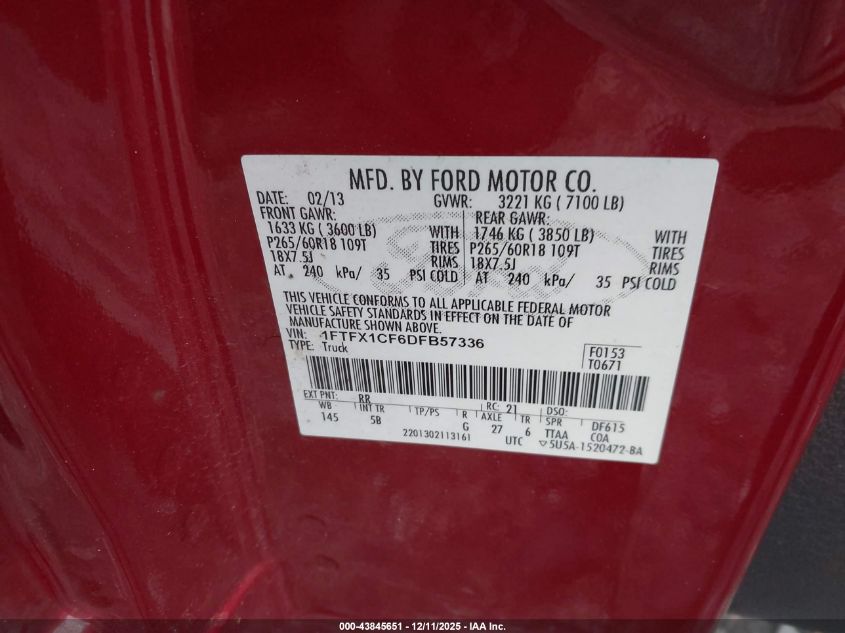 MFD. BY FORD MOTOR CO.
DATE: 02/13 GVWR: 3221 KG ( 7100 LB)
FRONT GAWR: REAR GAWR:
1633 KG ( 3600 LB) WITH 1746 KG ( 3850 LB) WITH
P265/60R18 109T TIRES P265/60R18 109T TIRES
18X7.5J RIMS 18X7.5J RIMS
AT 240 kPa/ 35 PSI COLD AT 240 kPa/ 35 PSI COLD
THIS VEHICLE CONFORMS TO ALL APPLICABLE FEDERAL MOTOR
VEHICLE SAFETY STANDARDS IN EFFECT ON THE DATE OF
MANUFACTURE SHOWN ABOVE.
VIN: 1FTFX1CF6DFB57336 F0153
TYPE: Truck T0671
EXT PNT: RR RC: 21 DSO:
WB INT TR TP/PS R AXLE TR SPR DF615
145 5B G 27 6 TTAA COA
2201302113161 UTC ▽5U5A-1520472-BA
000-43845651 - 12/11/2025 - IAA Inc.